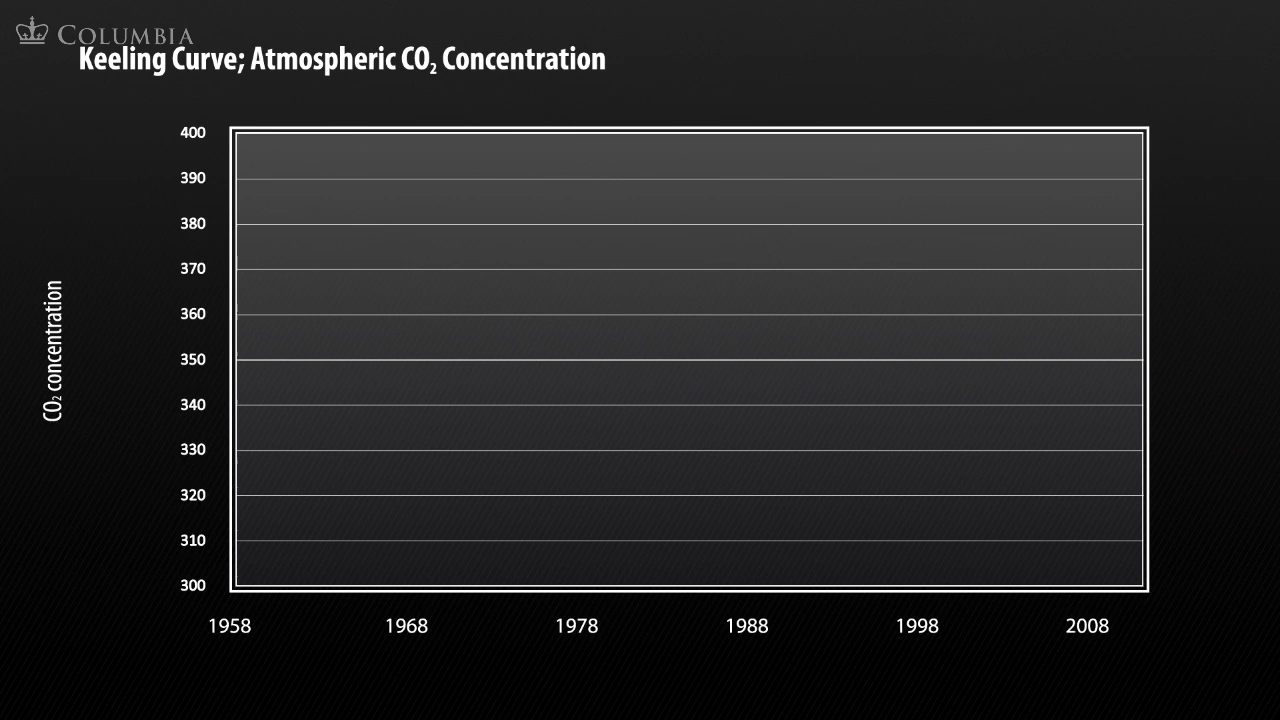 COLUMBIA
Keeling Curve; Atmospheric CO₂ Concentration
400
390
380
370
360
350
340
330
320
310
300
CO₂ concentration
1958 1968 1978 1988 1998 2008